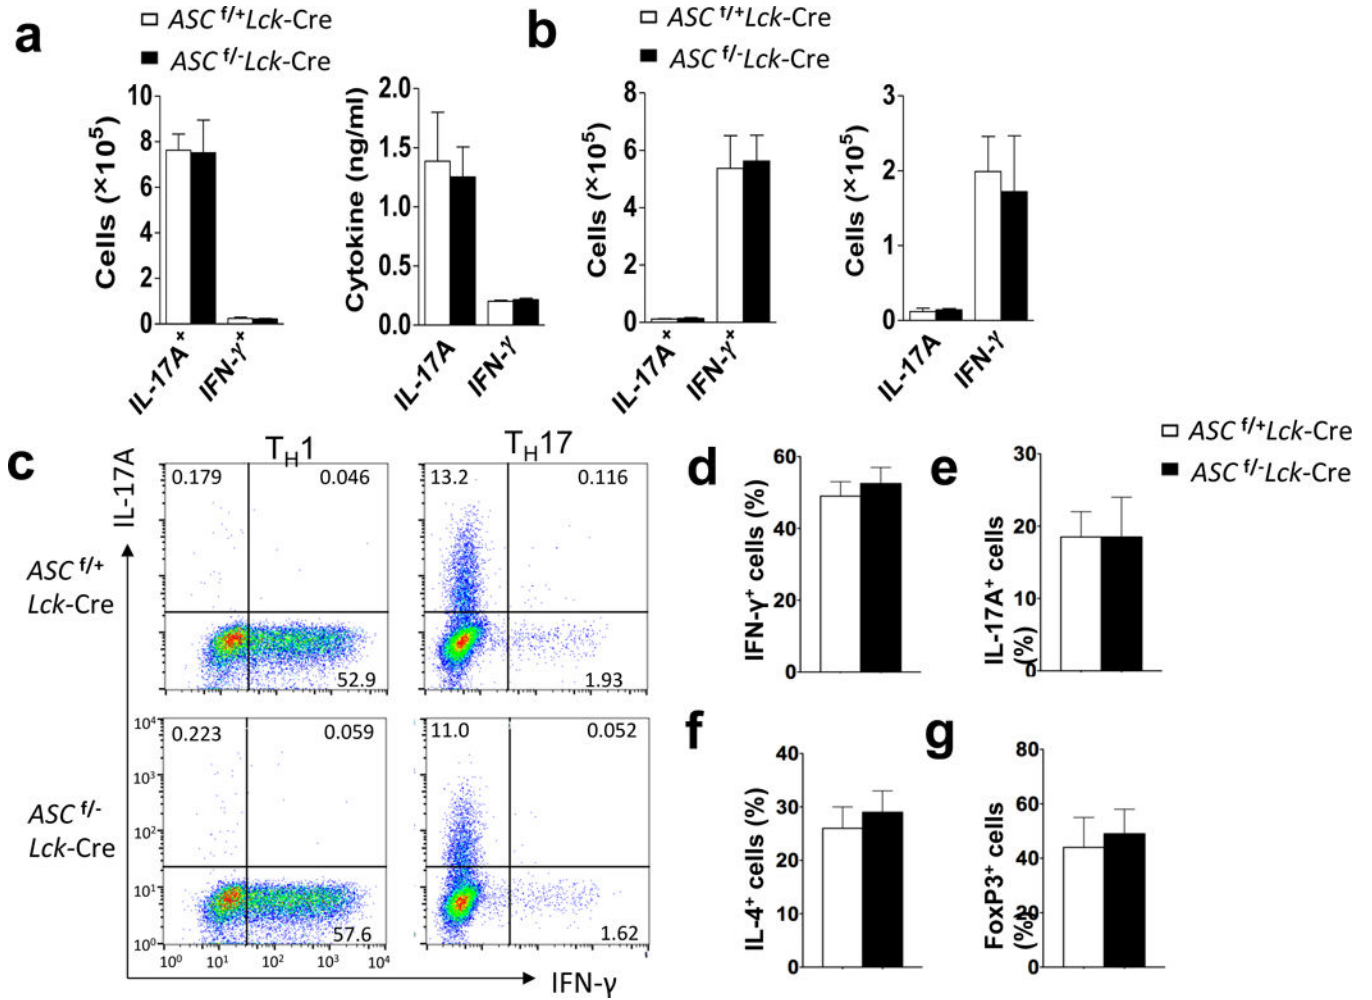 a
ASC f/+Lck-Cre
ASC f/-Lck-Cre
Cells (×10⁵)
10
8
6
4
2
0
IL-17A⁺
IFN-γ⁺
Cytokine (ng/ml)
2.0
1.5
1.0
0.5
0.0
IL-17A
IFN-γ
b
ASC f/+Lck-Cre
ASC f/-Lck-Cre
Cells (×10⁵)
8
6
4
2
0
IL-17A⁺
IFN-γ⁺
Cells (×10⁵)
3
2
1
0
IL-17A
IFN-γ
c
TH1
TH17
IL-17A
ASC f/+
Lck-Cre
0.179
0.046
52.9
13.2
0.116
1.93
ASC f/-
Lck-Cre
0.223
0.059
57.6
11.0
0.052
1.62
10⁴
10³
10²
10¹
10⁰
10⁰
10¹
10²
10³
10⁴
IFN-γ
ASC f/+Lck-Cre
ASC f/-Lck-Cre
d
IFN-γ⁺ cells (%)
60
40
20
0
e
IL-17A⁺ cells
(%)
30
20
10
0
f
IL-4⁺ cells (%)
40
30
20
10
0
g
FoxP3⁺ cells
(%)
80
60
40
20
0